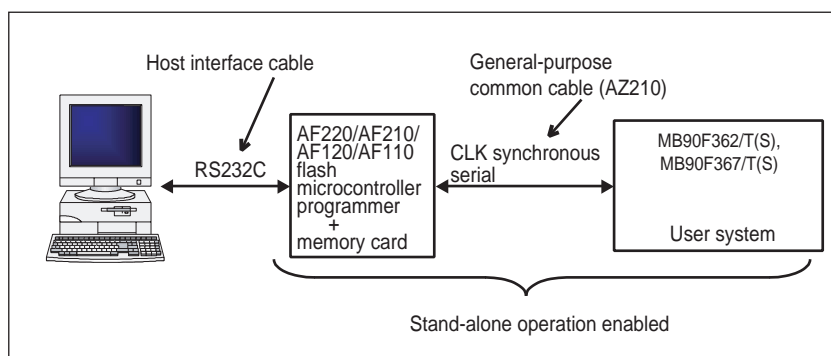 Host interface cable
General-purpose
common cable (AZ210)
RS232C
AF220/AF210/
AF120/AF110
flash
microcontroller
programmer
+
memory card
CLK synchronous
serial
MB90F362/T(S),
MB90F367/T(S)
User system
Stand-alone operation enabled